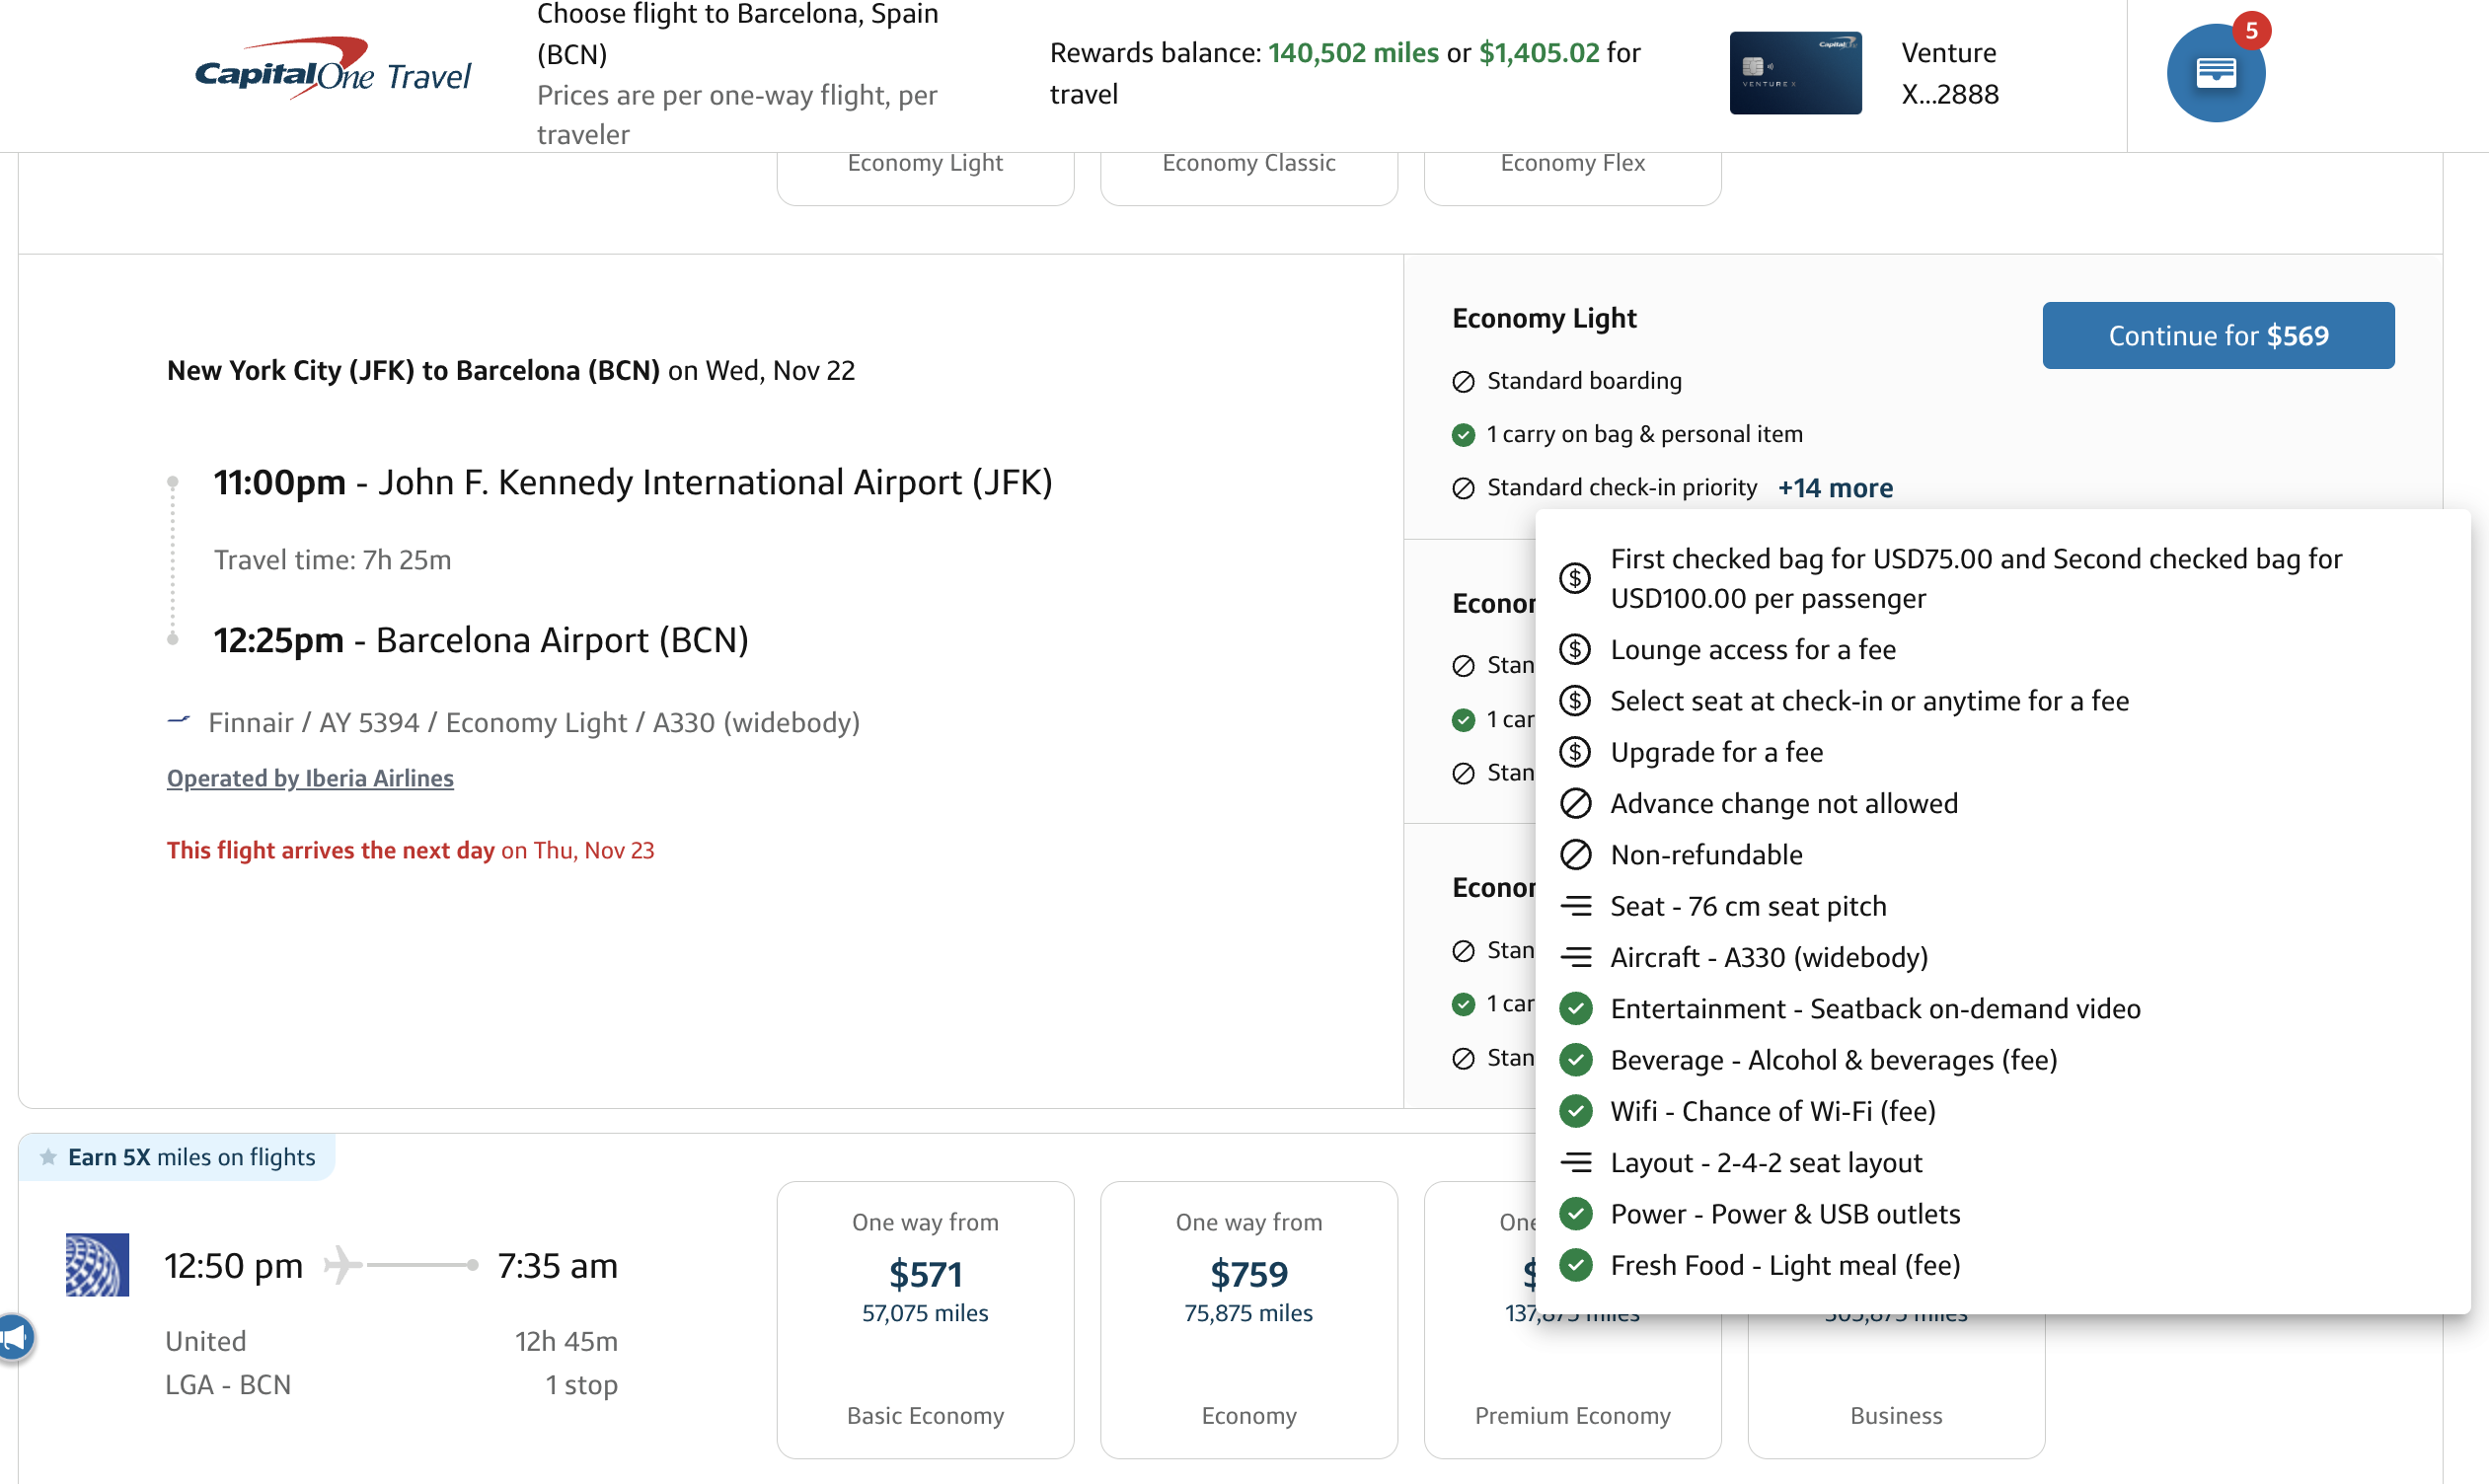 CapitalOne Travel
Choose flight to Barcelona, Spain
(BCN)
Prices are per one-way flight, per
traveler
Rewards balance: 140,502 miles or $1,405.02 for
travel
Capital One
VENTURE X
Venture
X...2888
5
Economy Light
Economy Classic
Economy Flex
New York City (JFK) to Barcelona (BCN) on Wed, Nov 22
11:00pm - John F. Kennedy International Airport (JFK)
Travel time: 7h 25m
12:25pm - Barcelona Airport (BCN)
Finnair / AY 5394 / Economy Light / A330 (widebody)
Operated by Iberia Airlines
This flight arrives the next day on Thu, Nov 23
Economy Light
Continue for $569
Standard boarding
1 carry on bag & personal item
Standard check-in priority +14 more
Econor
Stan
1 car
Stan
Econor
Stan
1 car
Stan
First checked bag for USD75.00 and Second checked bag for
USD100.00 per passenger
Lounge access for a fee
Select seat at check-in or anytime for a fee
Upgrade for a fee
Advance change not allowed
Non-refundable
Seat - 76 cm seat pitch
Aircraft - A330 (widebody)
Entertainment - Seatback on-demand video
Beverage - Alcohol & beverages (fee)
Wifi - Chance of Wi-Fi (fee)
Layout - 2-4-2 seat layout
Power - Power & USB outlets
Fresh Food - Light meal (fee)
Earn 5X miles on flights
12:50 pm
7:35 am
United
12h 45m
LGA - BCN
1 stop
One way from
$571
57,075 miles
Basic Economy
One way from
$759
75,875 miles
Economy
One
$
miles
Premium Economy
miles
Business